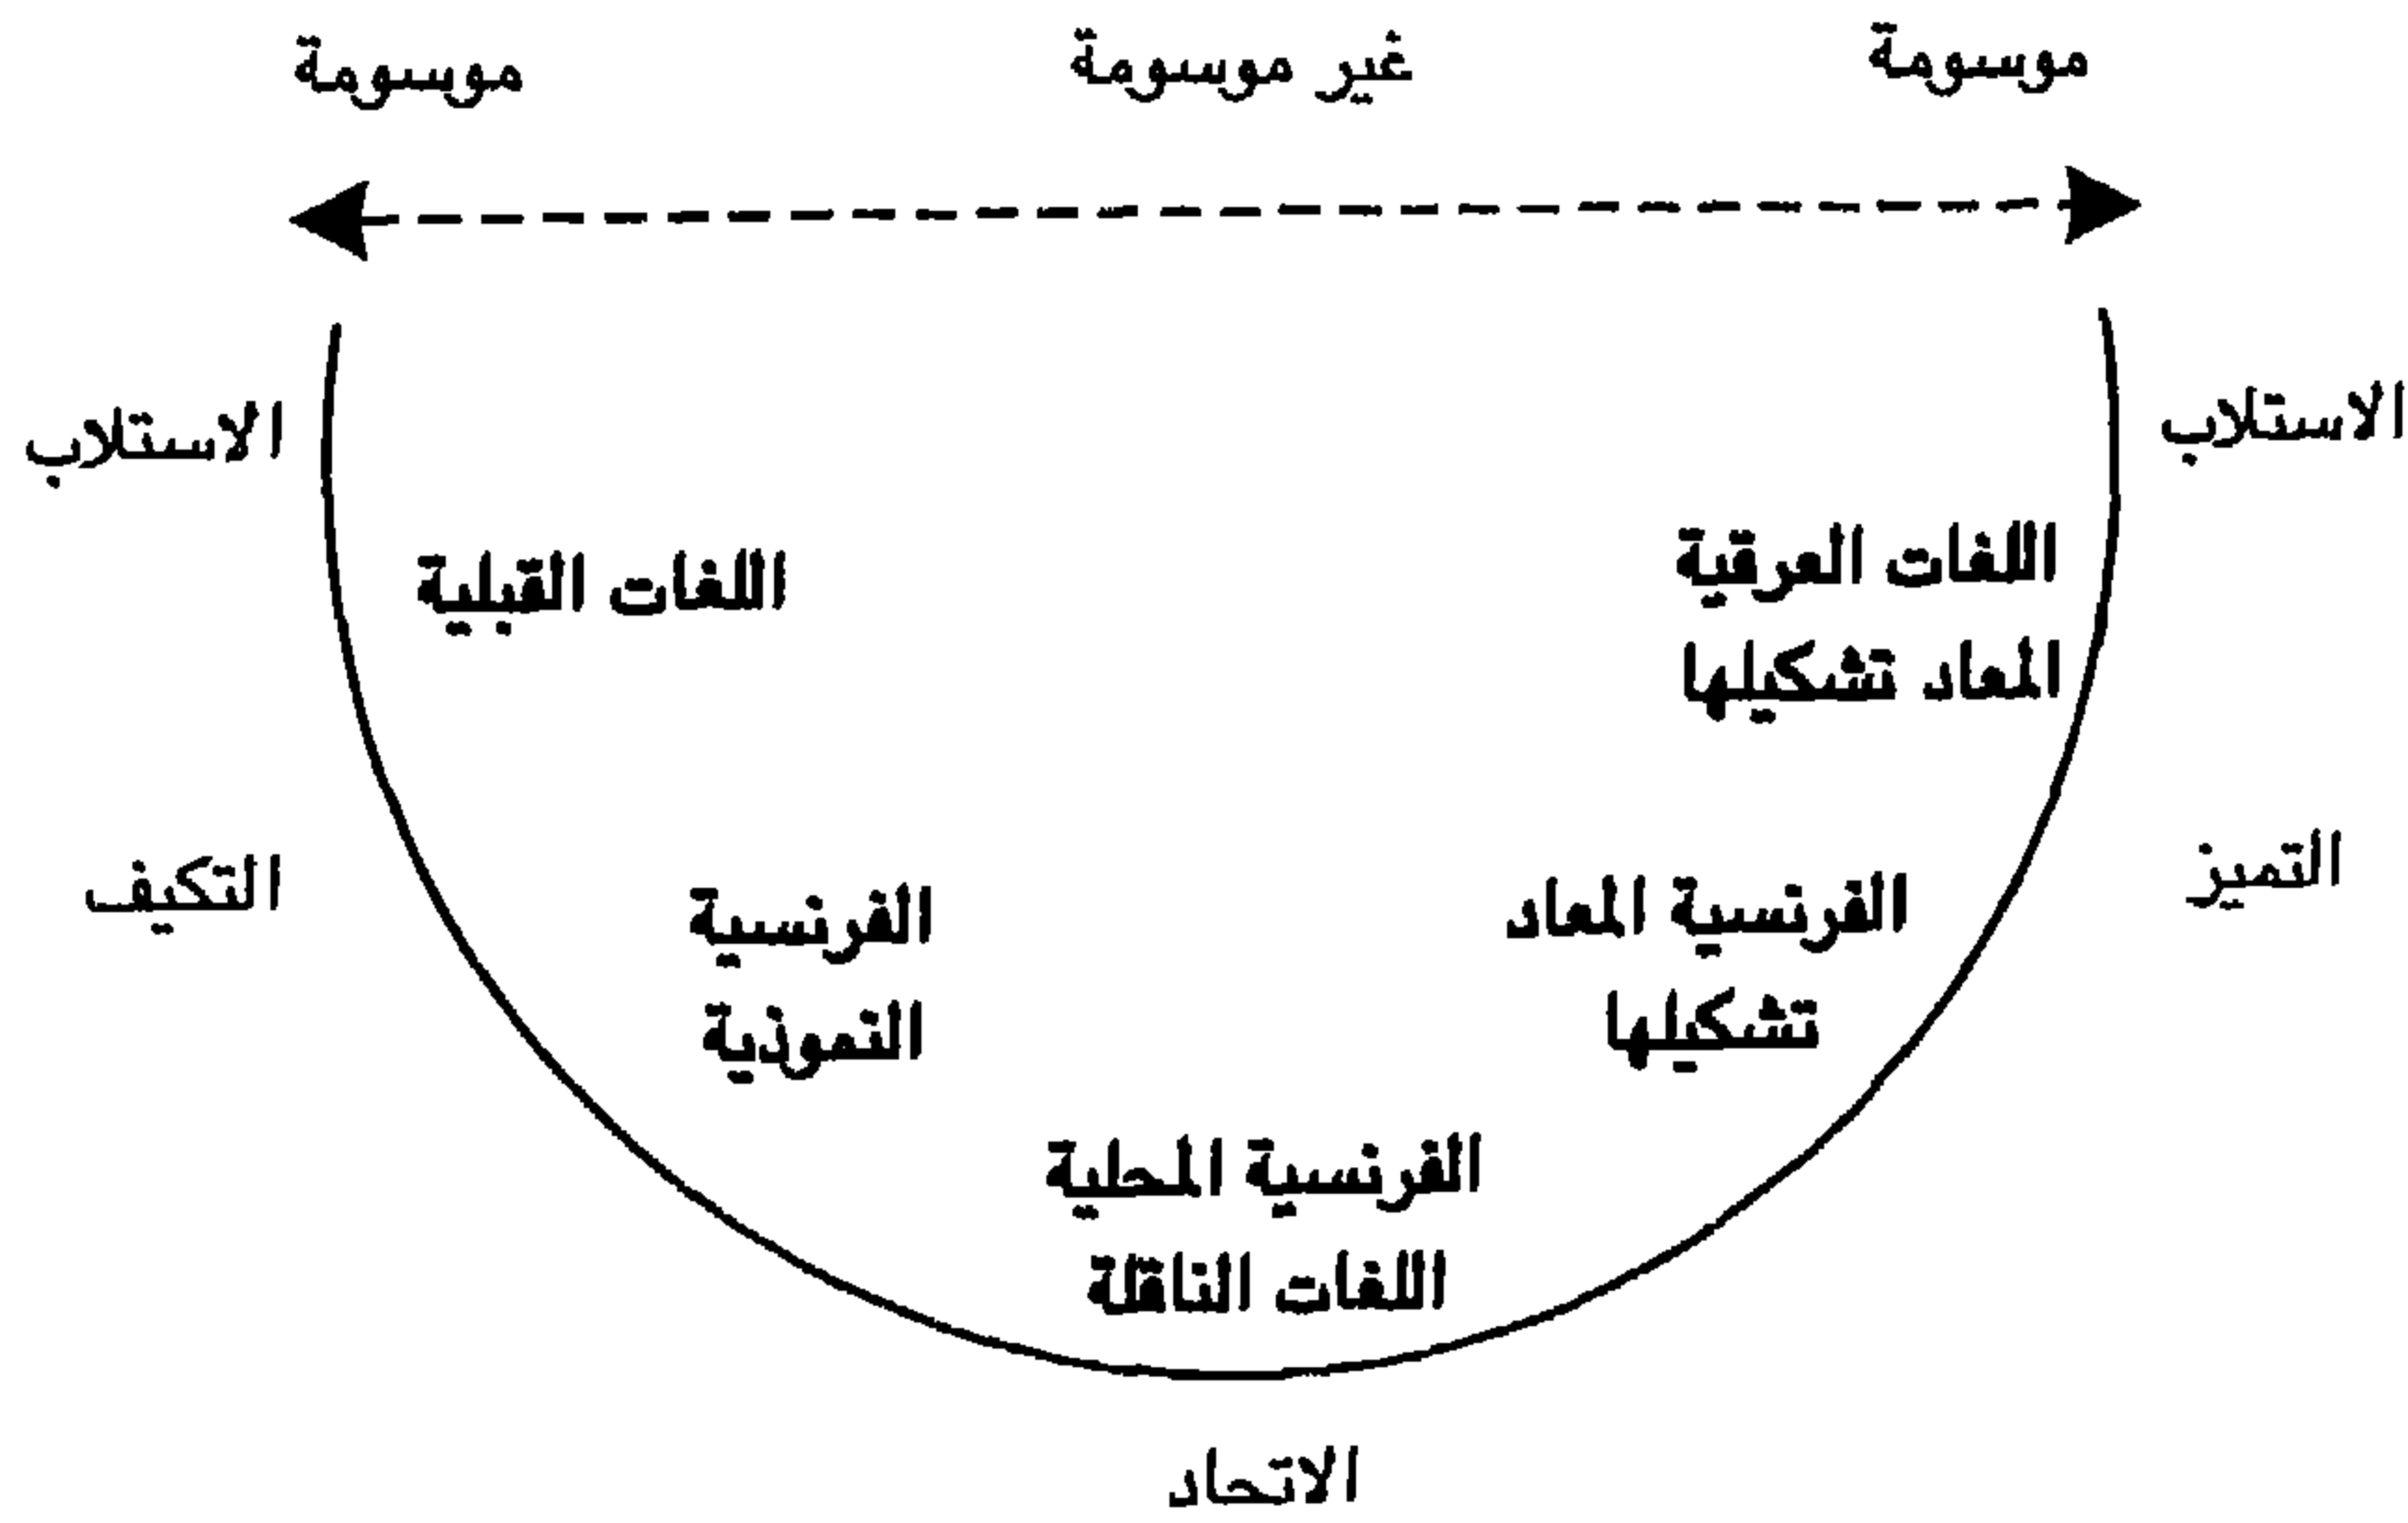 موسومة
غير موسومة
موسومة
الاستلاب
الاستلاب
اللغات العرقية
المعاد تشكيلها
اللغات القبلية
التميز
التكيف
الفرنسية المعاد
تشكيلها
الفرنسية
النموذية
الفرنسية المحلية
اللغات الناقلة
الاتحاد